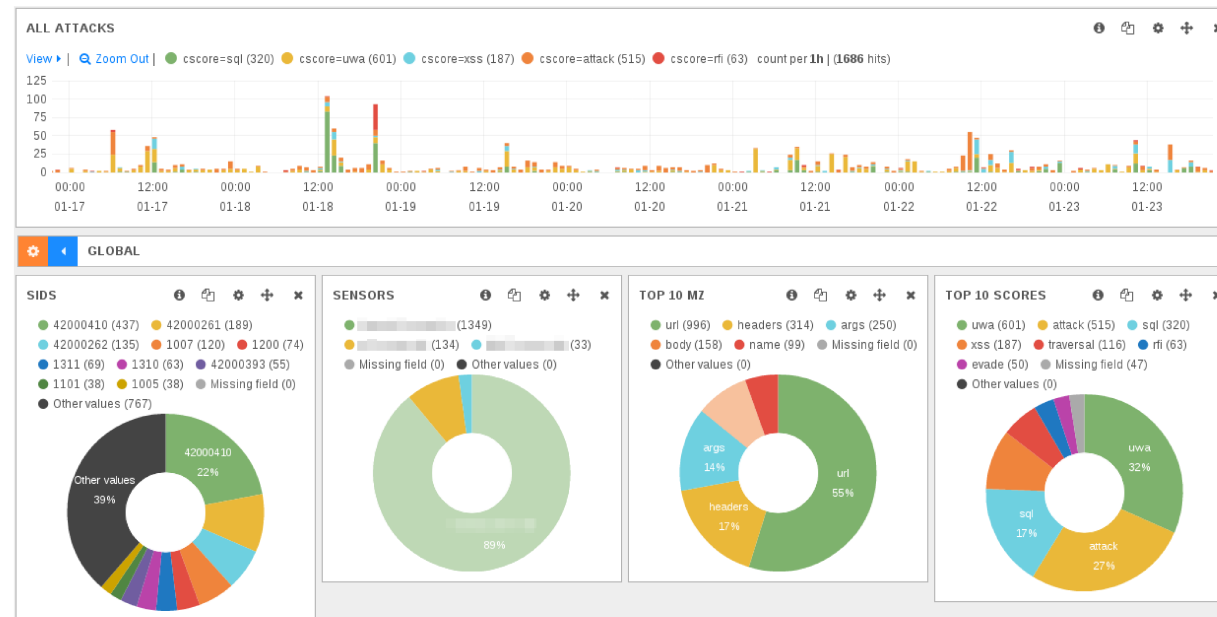 ALL ATTACKS
View | Zoom Out | cscore=sql (320) cscore=uwa (601) cscore=xss (187) cscore=attack (515) cscore=rfi (63) count per 1h | (1686 hits)
125
100
75
50
25
0
00:00 12:00 00:00 12:00 00:00 12:00 00:00 12:00 00:00 12:00 00:00 12:00 00:00 12:00
01-17 01-17 01-18 01-18 01-19 01-19 01-20 01-20 01-21 01-21 01-22 01-22 01-23 01-23
GLOBAL
SIDS
42000410 (437) 42000261 (189)
42000262 (135) 1007 (120) 1200 (74)
1311 (69) 1310 (63) 42000393 (55)
1101 (38) 1005 (38) Missing field (0)
Other values (767)
42000410
22%
Other values
39%
SENSORS
(1349)
(134) (33)
Missing field (0) Other values (0)
89%
TOP 10 MZ
url (996) headers (314) args (250)
body (158) name (99) Missing field (0)
Other values (0)
args
14%
url
55%
headers
17%
TOP 10 SCORES
uwa (601) attack (515) sql (320)
xss (187) traversal (116) rfi (63)
evade (50) Missing field (47)
Other values (0)
uwa
32%
sql
17%
attack
27%